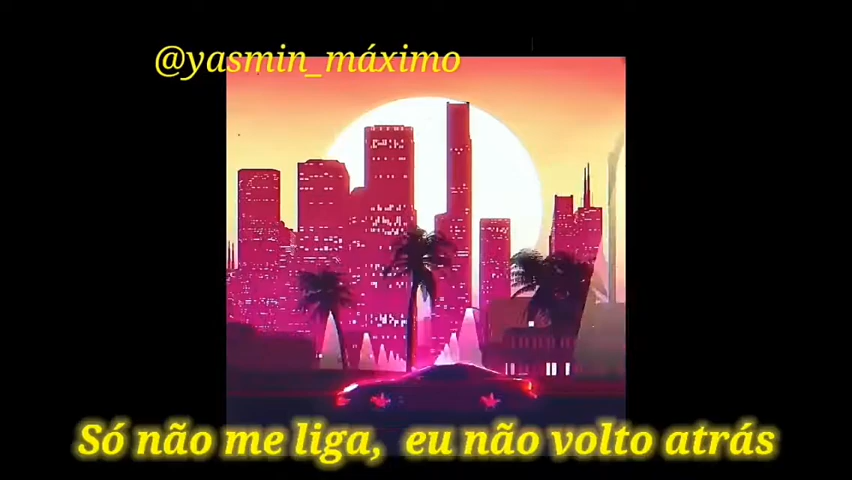 @yasmin_máximo
Só não me liga, eu não volto atrás